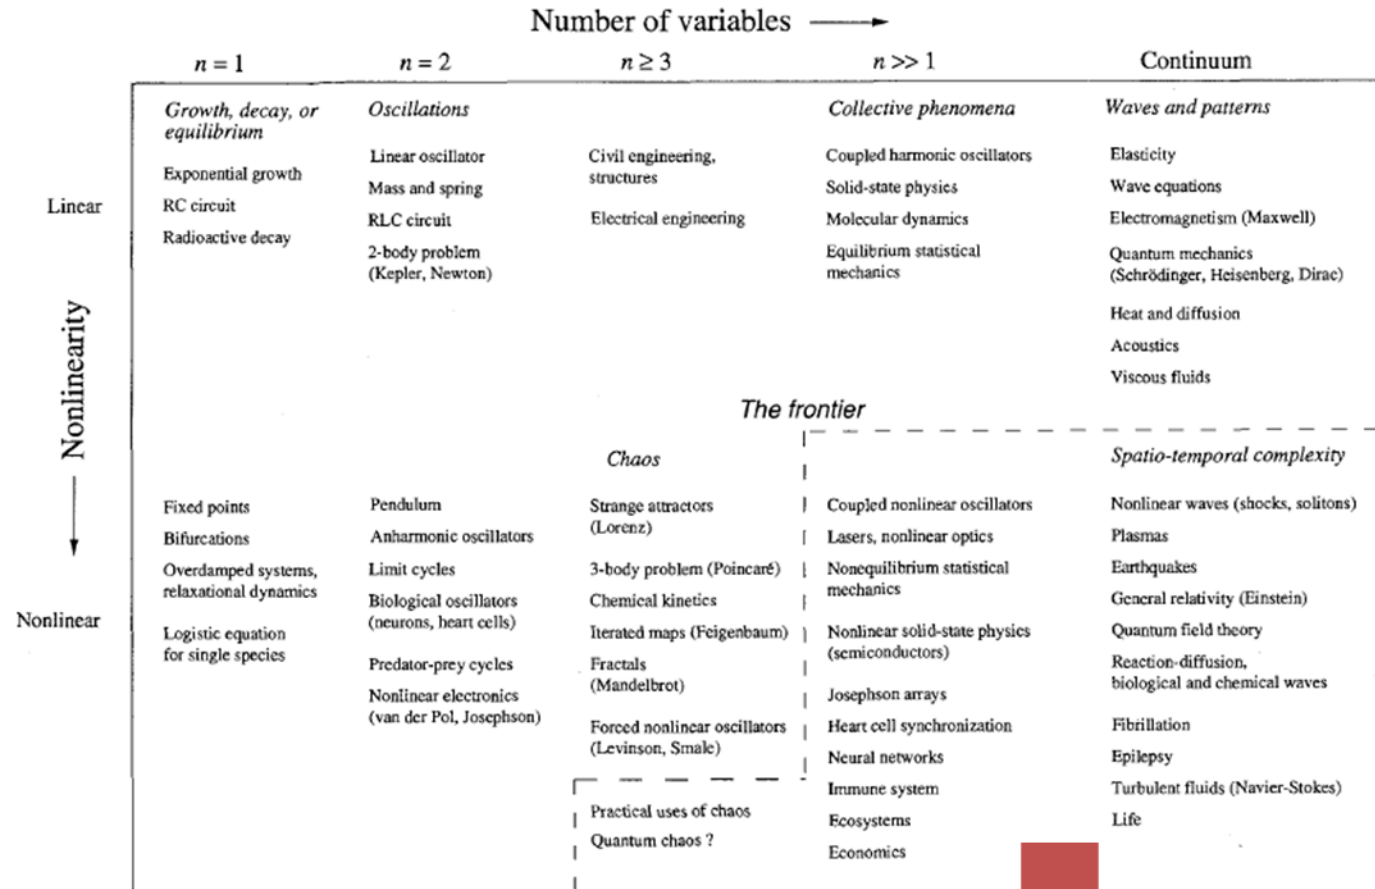 Number of variables
n = 1
n = 2
n ≥ 3
n >> 1
Continuum
Nonlinearity
Linear
Growth, decay, or
equilibrium
Exponential growth
RC circuit
Radioactive decay
Oscillations
Linear oscillator
Mass and spring
RLC circuit
2-body problem
(Kepler, Newton)
Civil engineering,
structures
Electrical engineering
Collective phenomena
Coupled harmonic oscillators
Solid-state physics
Molecular dynamics
Equilibrium statistical
mechanics
Waves and patterns
Elasticity
Wave equations
Electromagnetism (Maxwell)
Quantum mechanics
(Schrödinger, Heisenberg, Dirac)
Heat and diffusion
Acoustics
Viscous fluids
The frontier
Nonlinear
Fixed points
Bifurcations
Overdamped systems,
relaxational dynamics
Logistic equation
for single species
Pendulum
Anharmonic oscillators
Limit cycles
Biological oscillators
(neurons, heart cells)
Predator-prey cycles
Nonlinear electronics
(van der Pol, Josephson)
Chaos
Strange attractors
(Lorenz)
3-body problem (Poincaré)
Chemical kinetics
Iterated maps (Feigenbaum)
Fractals
(Mandelbrot)
Forced nonlinear oscillators
(Levinson, Smale)
Practical uses of chaos
Quantum chaos ?
Coupled nonlinear oscillators
Lasers, nonlinear optics
Nonequilibrium statistical
mechanics
Nonlinear solid-state physics
(semiconductors)
Josephson arrays
Heart cell synchronization
Neural networks
Immune system
Ecosystems
Economics
Spatio-temporal complexity
Nonlinear waves (shocks, solitons)
Plasmas
Earthquakes
General relativity (Einstein)
Quantum field theory
Reaction-diffusion,
biological and chemical waves
Fibrillation
Epilepsy
Turbulent fluids (Navier-Stokes)
Life